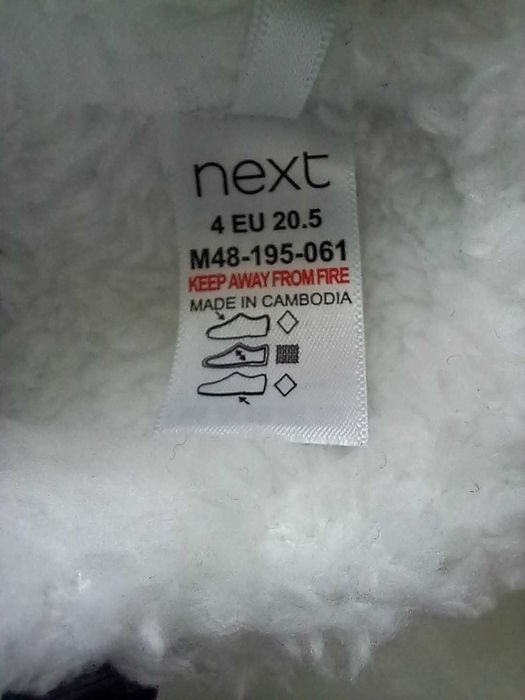 next
4 EU 20.5
M48-195-061
KEEP AWAY FROM FIRE
MADE IN CAMBODIA